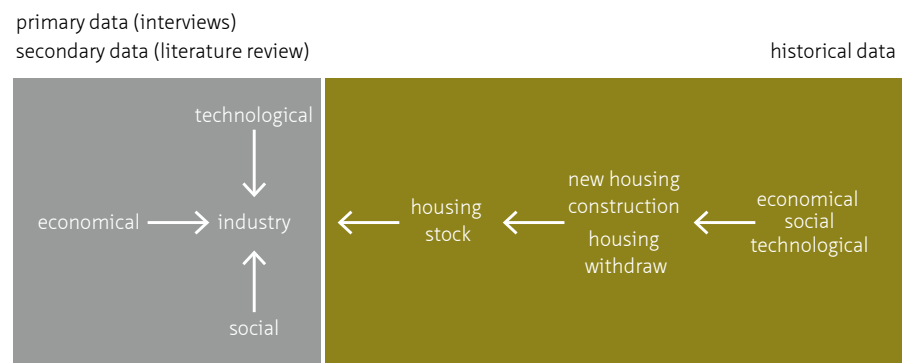 primary data (interviews)
secondary data (literature review)
historical data
technological
economical
industry
social
housing
stock
new housing
construction
housing
withdraw
economical
social
technological